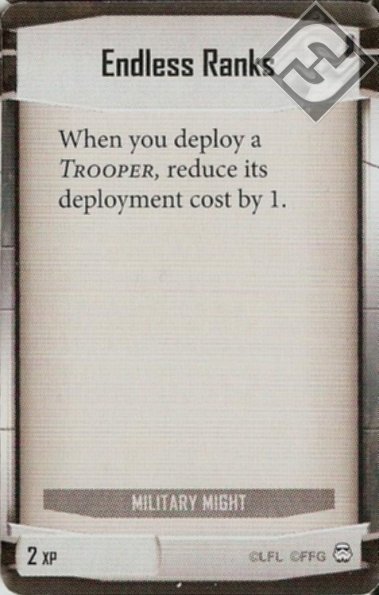 Endless Ranks
When you deploy a
TROOPER, reduce its
deployment cost by 1.
MILITARY MIGHT
2 XP
©LFL ©FFG